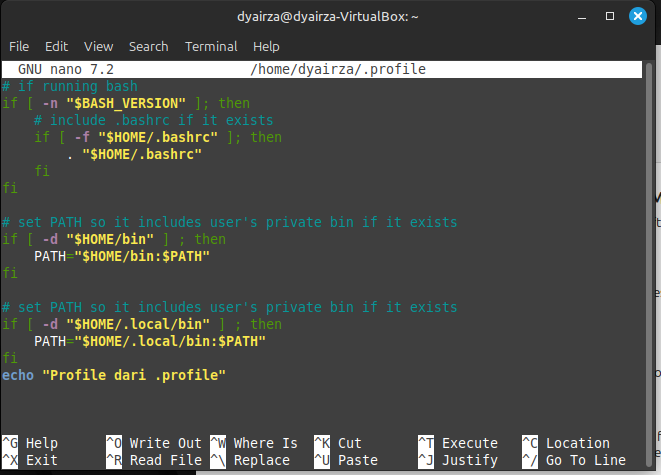 dyairza@dyairza-VirtualBox: ~
File Edit View Search Terminal Help
GNU nano 7.2 /home/dyairza/.profile
# if running bash
if [ -n "$BASH_VERSION" ]; then
    # include .bashrc if it exists
    if [ -f "$HOME/.bashrc" ]; then
        . "$HOME/.bashrc"
    fi
fi

# set PATH so it includes user's private bin if it exists
if [ -d "$HOME/bin" ] ; then
    PATH="$HOME/bin:$PATH"
fi

# set PATH so it includes user's private bin if it exists
if [ -d "$HOME/.local/bin" ] ; then
    PATH="$HOME/.local/bin:$PATH"
fi
echo "Profile dari .profile"
^G Help ^O Write Out ^W Where Is ^K Cut ^T Execute ^C Location
^X Exit ^R Read File ^\ Replace ^U Paste ^J Justify ^/ Go To Line